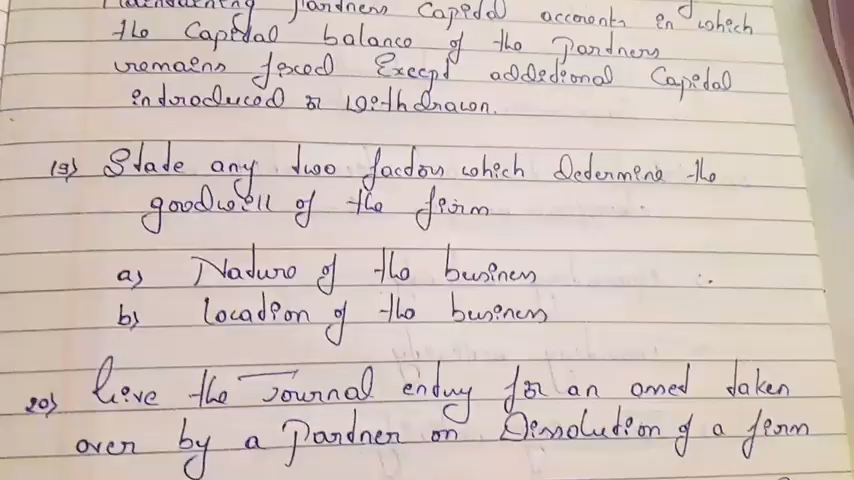 Maintaining Partners Capital accounts in which
the Capital balance of the Partners
remains fixed Except additional Capital
introduced or withdrawn.
19) State any two factors which Determine the
goodwill of the firm
a) Nature of the business
b) Location of the business
20) Give the Journal entry for an asset taken
over by a Partner on Dissolution of a firm